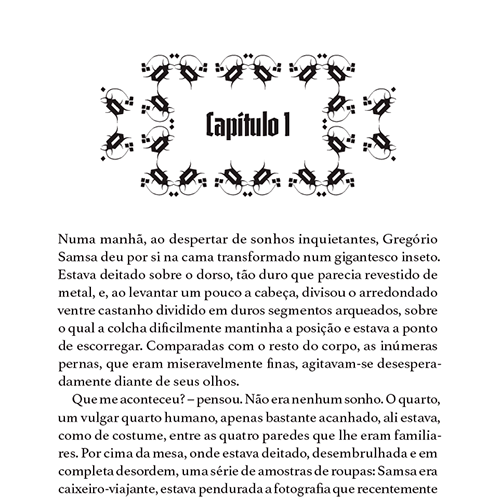 Capítulo 1
Numa manhã, ao despertar de sonhos inquietantes, Gregório
Samsa deu por si na cama transformado num gigantesco inseto.
Estava deitado sobre o dorso, tão duro que parecia revestido de
metal, e, ao levantar um pouco a cabeça, divisou o arredondado
ventre castanho dividido em duros segmentos arqueados, sobre
o qual a colcha dificilmente mantinha a posição e estava a ponto
de escorregar. Comparadas com o resto do corpo, as inúmeras
pernas, que eram miseravelmente finas, agitavam-se desespera-
damente diante de seus olhos.
Que me aconteceu? – pensou. Não era nenhum sonho. O quarto,
um vulgar quarto humano, apenas bastante acanhado, ali estava,
como de costume, entre as quatro paredes que lhe eram familia-
res. Por cima da mesa, onde estava deitado, desembrulhada e em
completa desordem, uma série de amostras de roupas: Samsa era
caixeiro-viajante, estava pendurada a fotografia que recentemente